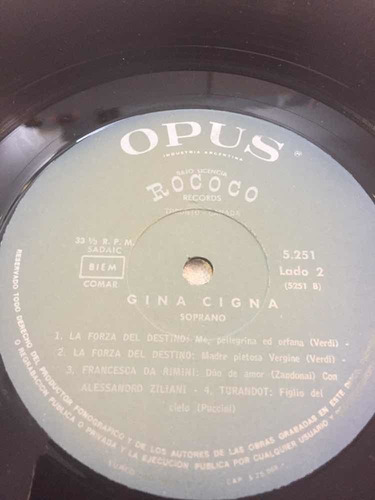 OPUS
INDUSTRIA ARGENTINA
BAJO LICENCIA
ROCOCO
RECORDS
33 ⅓ R. P. M.
SADAIC
BIEM
COMAR
5.251
Lado 2
(5251 B)
GINA CIGNA
SOPRANO
1. LA FORZA DEL DESTINO: Me, pelegrina ed orfana (Verdi) -
2. LA FORZA DEL DESTINO: Madre pietosa Vergine (Verdi) -
3. FRANCESCA DA RIMINI: Dán de amor (Zandonai) Con
ALESSANDRO ZILIANI - 4. TURANDOT: Figlio del
cielo (Puccini)
RESERVADO TODO DERECHO DEL PRODUCTOR FONOGRAFICO Y DE LOS AUTORES DE LAS OBRAS GRABADAS EN ESTE
O REGRABACION PUBLICA O PRIVADA Y LA EJECUCION PUBLICA POR CUALQUIER USUARIO